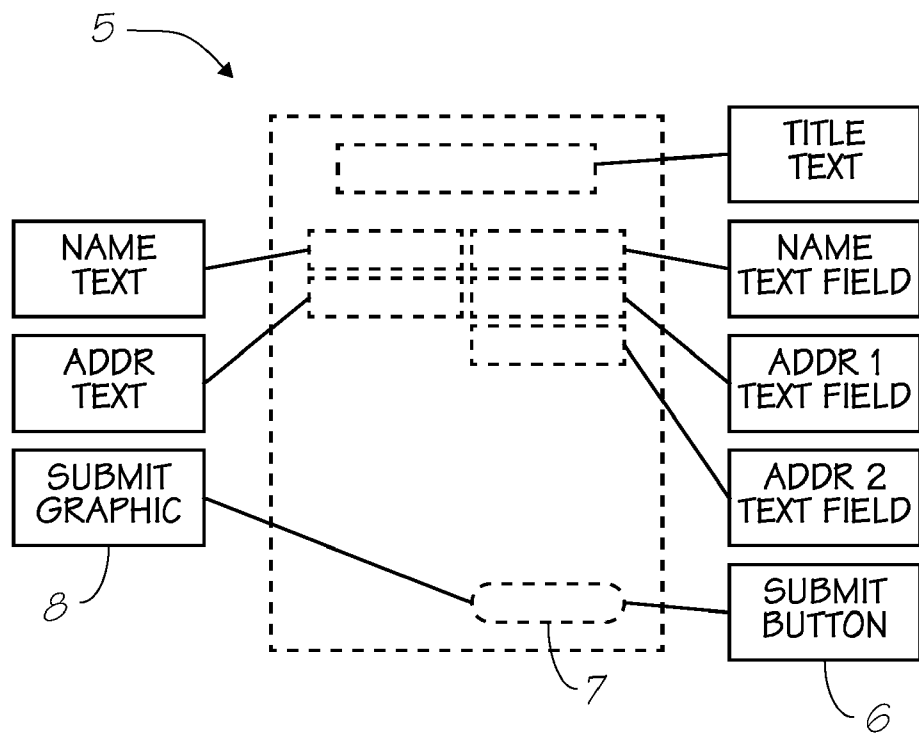 5
TITLE
TEXT
NAME
TEXT
NAME
TEXT FIELD
ADDR
TEXT
ADDR 1
TEXT FIELD
SUBMIT
GRAPHIC
ADDR 2
TEXT FIELD
8
SUBMIT
BUTTON
7
6